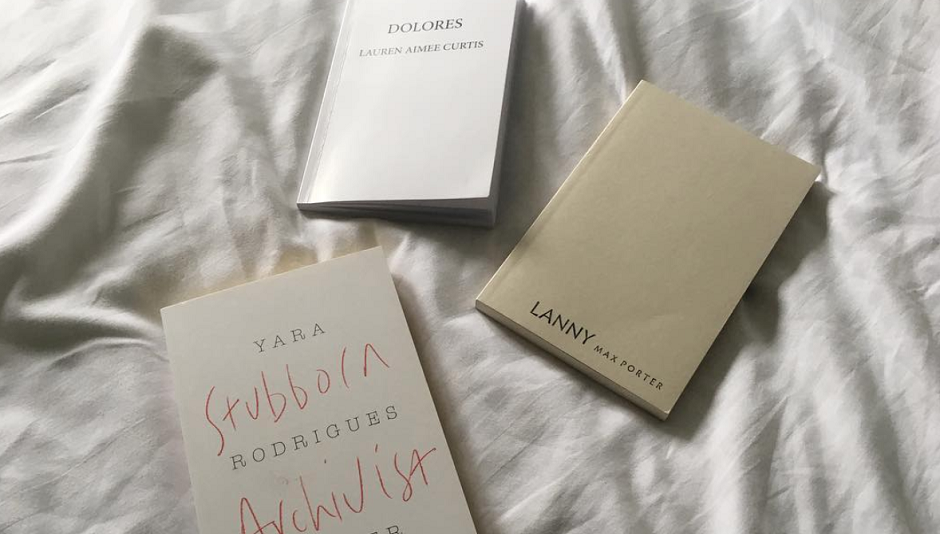 DOLORES
LAUREN AIMEE CURTIS
LANNY MAX PORTER
YARA
Stubborn
RODRIGUES
Archivist